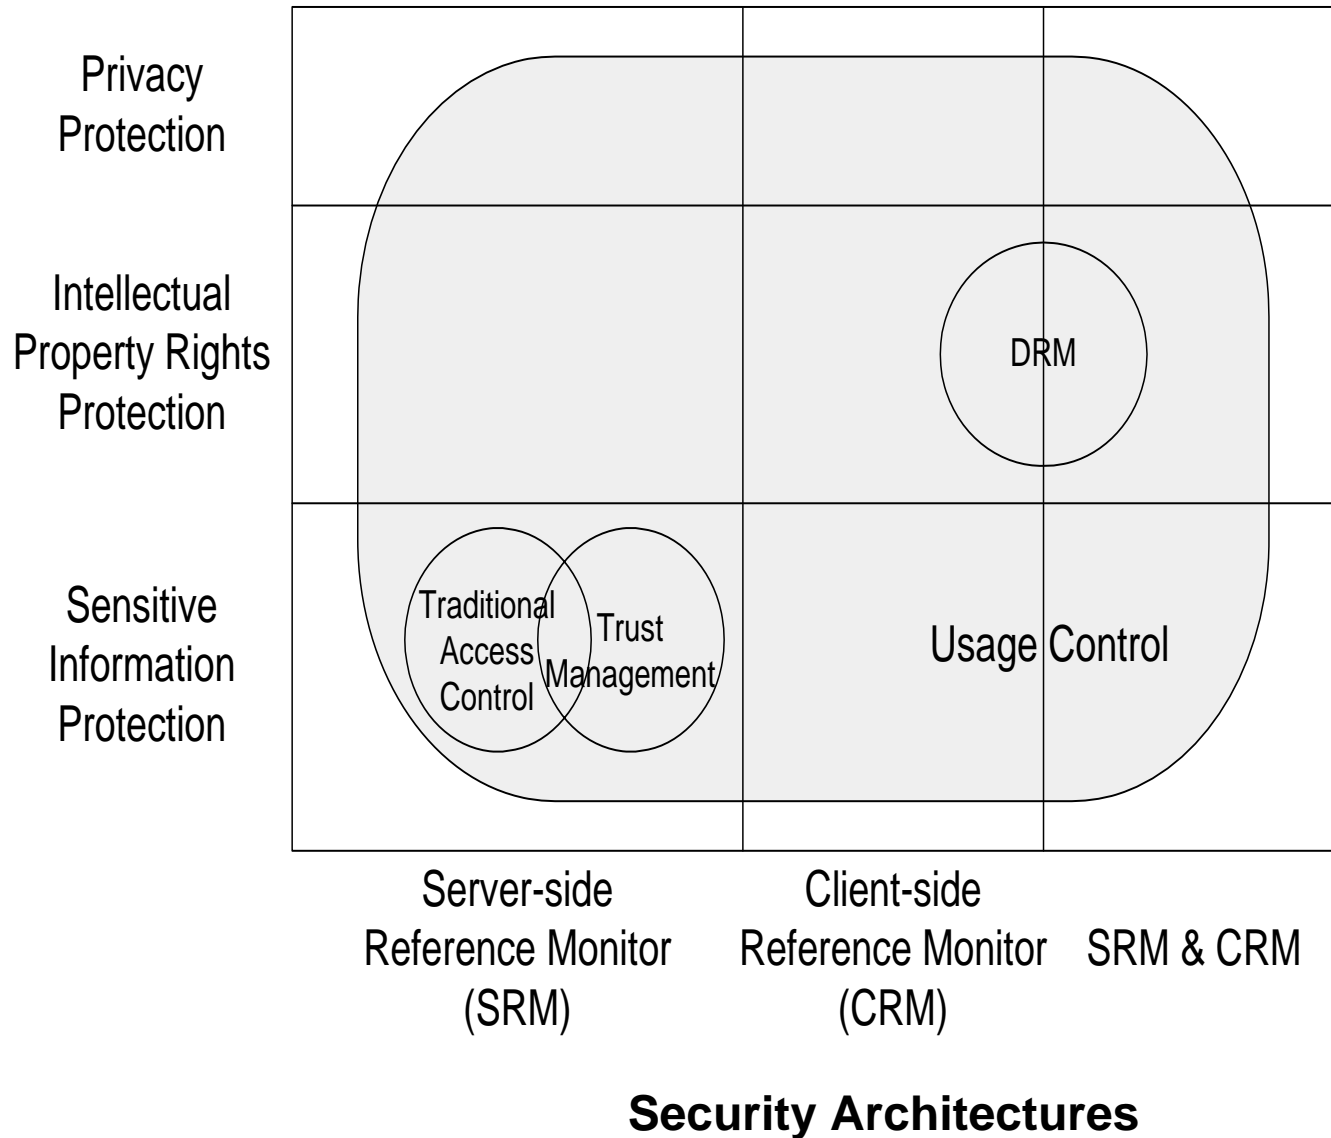 Privacy
Protection
Intellectual
Property Rights
Protection
DRM
Sensitive
Information
Protection
Traditional
Access
Control
Trust
Management
Usage Control
Server-side
Reference Monitor
(SRM)
Client-side
Reference Monitor
(CRM)
SRM & CRM
Security Architectures